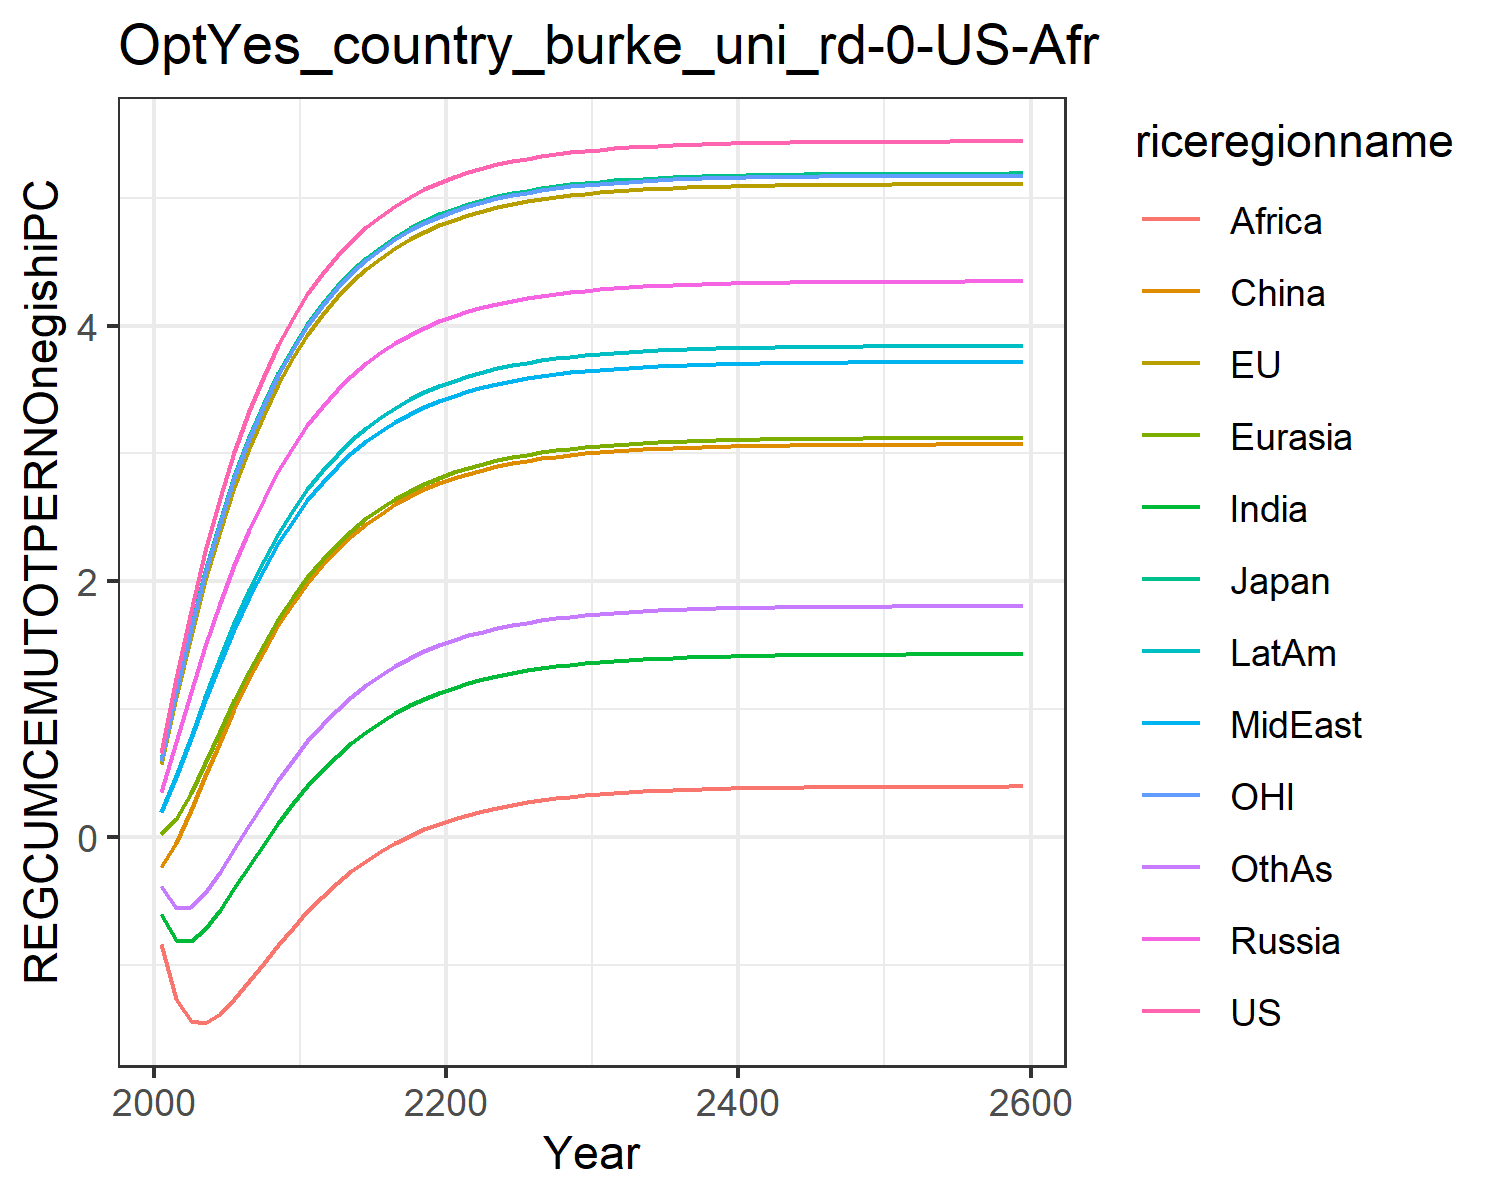 OptYes_country_burke_uni_rd-0-US-Afr
REGCUMCEMUTOTPERNOnegishiPC
4
2
0
2000
2200
2400
2600
Year
riceregionname
Africa
China
EU
Eurasia
India
Japan
LatAm
MidEast
OHI
OthAs
Russia
US